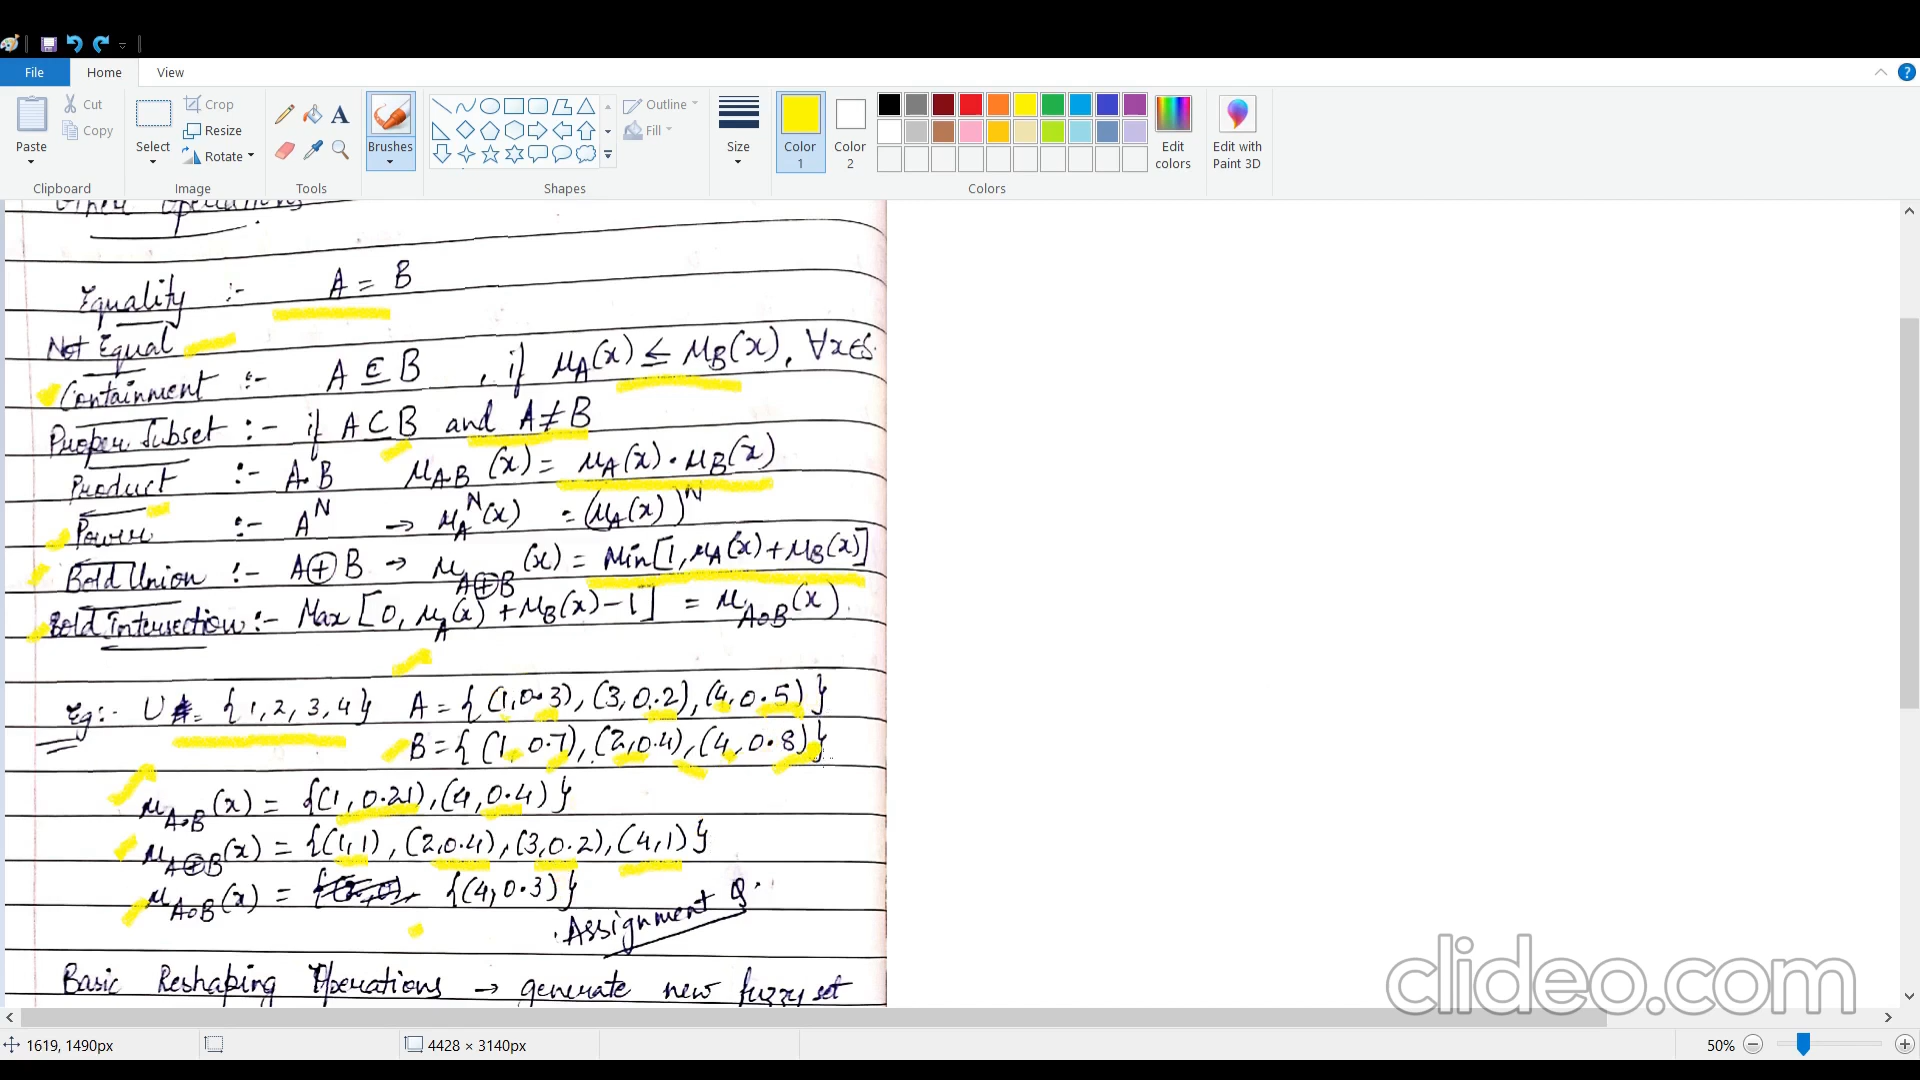 File Home View
Paste Cut Copy Clipboard
Select Crop Resize Rotate Image
Tools
Brushes
Outline Fill Shapes
Size
Color 1 Color 2 Edit colors Colors
Edit with Paint 3D
Other Operations
Equality :- A = B
Not Equal
Containment :- A ⊆ B , if μA(x) ≤ μB(x), ∀x∈S.
Proper Subset :- if A ⊂ B and A ≠ B
Product :- A.B μA.B (x) = μA(x) • μB(x)
Power :- A^N → μA^N(x) = (μA(x))^N
Bold Union :- A⊕B → μA⊕B (x) = Min[1, μA(x)+μB(x)]
Bold Intersection :- Max [0, μA(x) + μB(x) - 1] = μA⊙B(x).
Eg:- U = {1, 2, 3, 4} A = { (1, 0.3), (3, 0.2), (4, 0.5) }
B = { (1, 0.7), (2, 0.4), (4, 0.8) }
μA•B (x) = {(1, 0.21), (4, 0.4) }
μA⊕B(x) = {(1,1), (2,0.4), (3,0.2), (4,1) }
μA⊙B(x) = {(4, 0.3) }
Assignment Q.
Basic Reshaping Operations → generate new fuzzy set
clideo.com
1619, 1490px 4428 × 3140px 50%